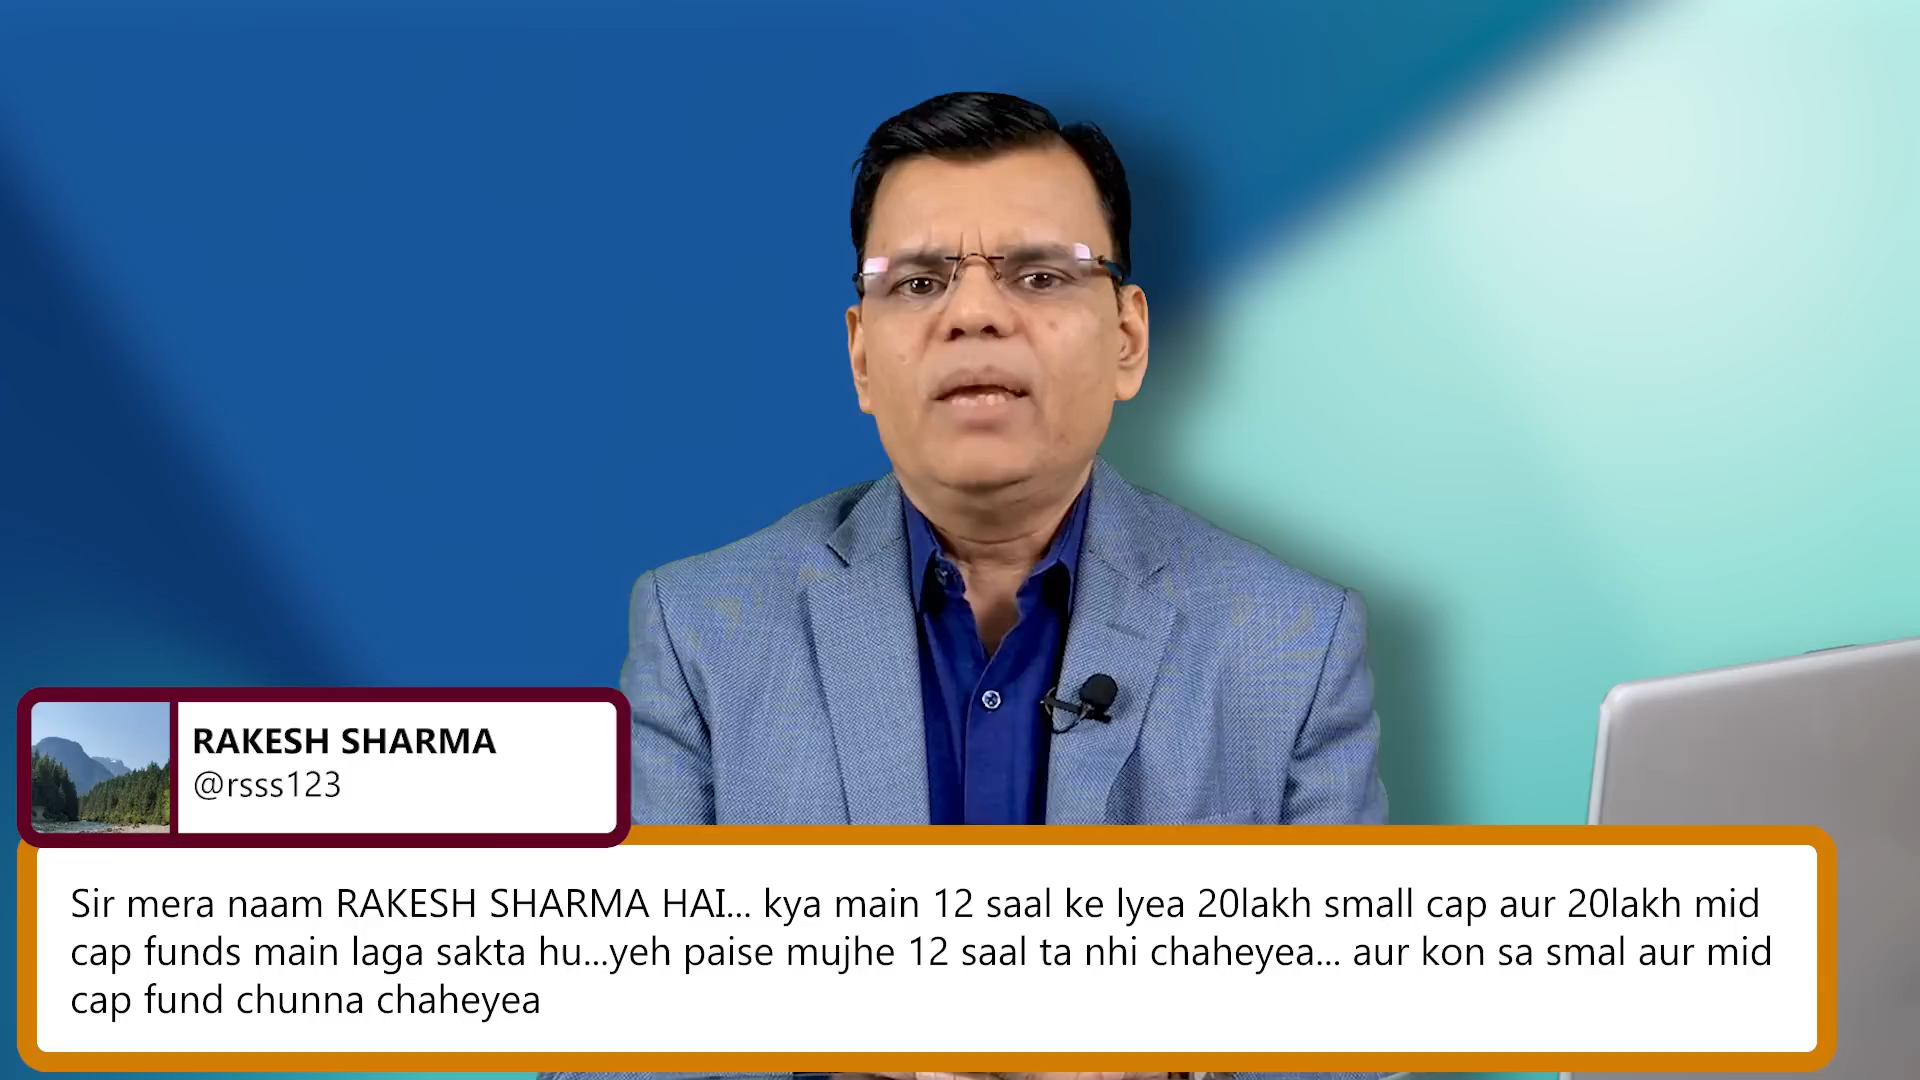 RAKESH SHARMA
@rsss123
Sir mera naam RAKESH SHARMA HAI... kya main 12 saal ke lyea 20lakh small cap aur 20lakh mid
cap funds main laga sakta hu...yeh paise mujhe 12 saal ta nhi chaheyea... aur kon sa smal aur mid
cap fund chunna chaheyea